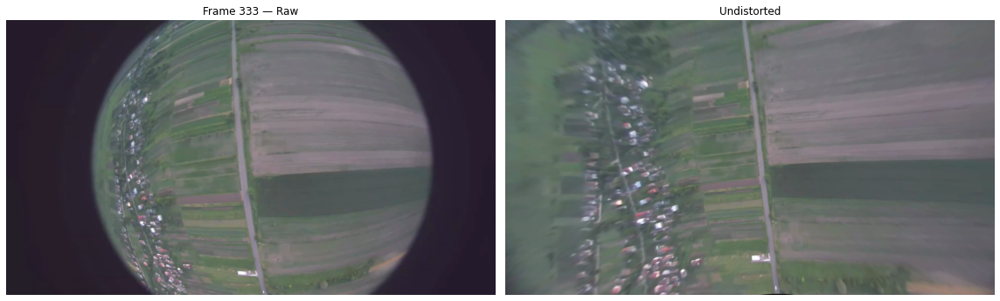 Frame 333 — Raw
Undistorted